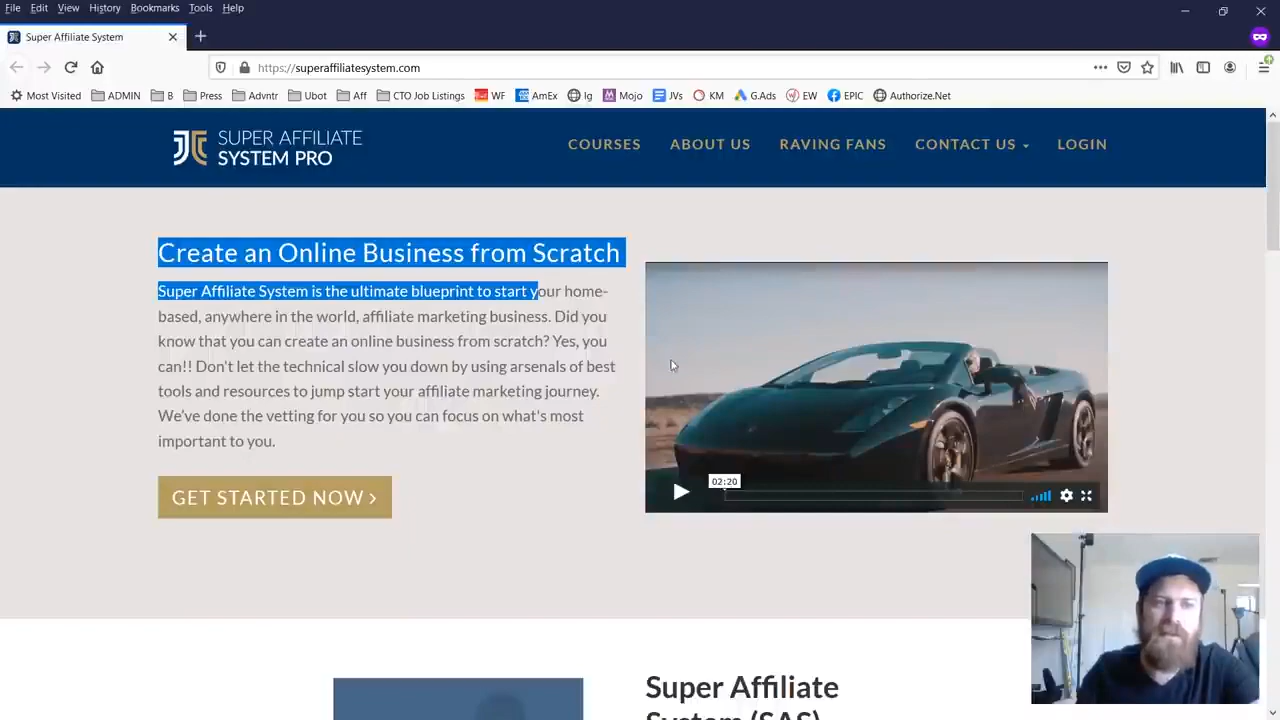 File Edit View History Bookmarks Tools Help
Super Affiliate System
https://superaffiliatesystem.com
Most Visited ADMIN B Press Advntr Ubot Aff CTO Job Listings WF AmEx Ig Mojo JVs KM G.Ads EW EPIC Authorize.Net
SUPER AFFILIATE
SYSTEM PRO
COURSES ABOUT US RAVING FANS CONTACT US LOGIN
Create an Online Business from Scratch
Super Affiliate System is the ultimate blueprint to start your home-
based, anywhere in the world, affiliate marketing business. Did you
know that you can create an online business from scratch? Yes, you
can!! Don't let the technical slow you down by using arsenals of best
tools and resources to jump start your affiliate marketing journey.
We've done the vetting for you so you can focus on what's most
important to you.
GET STARTED NOW >
02:20
Super Affiliate
System (SAS)